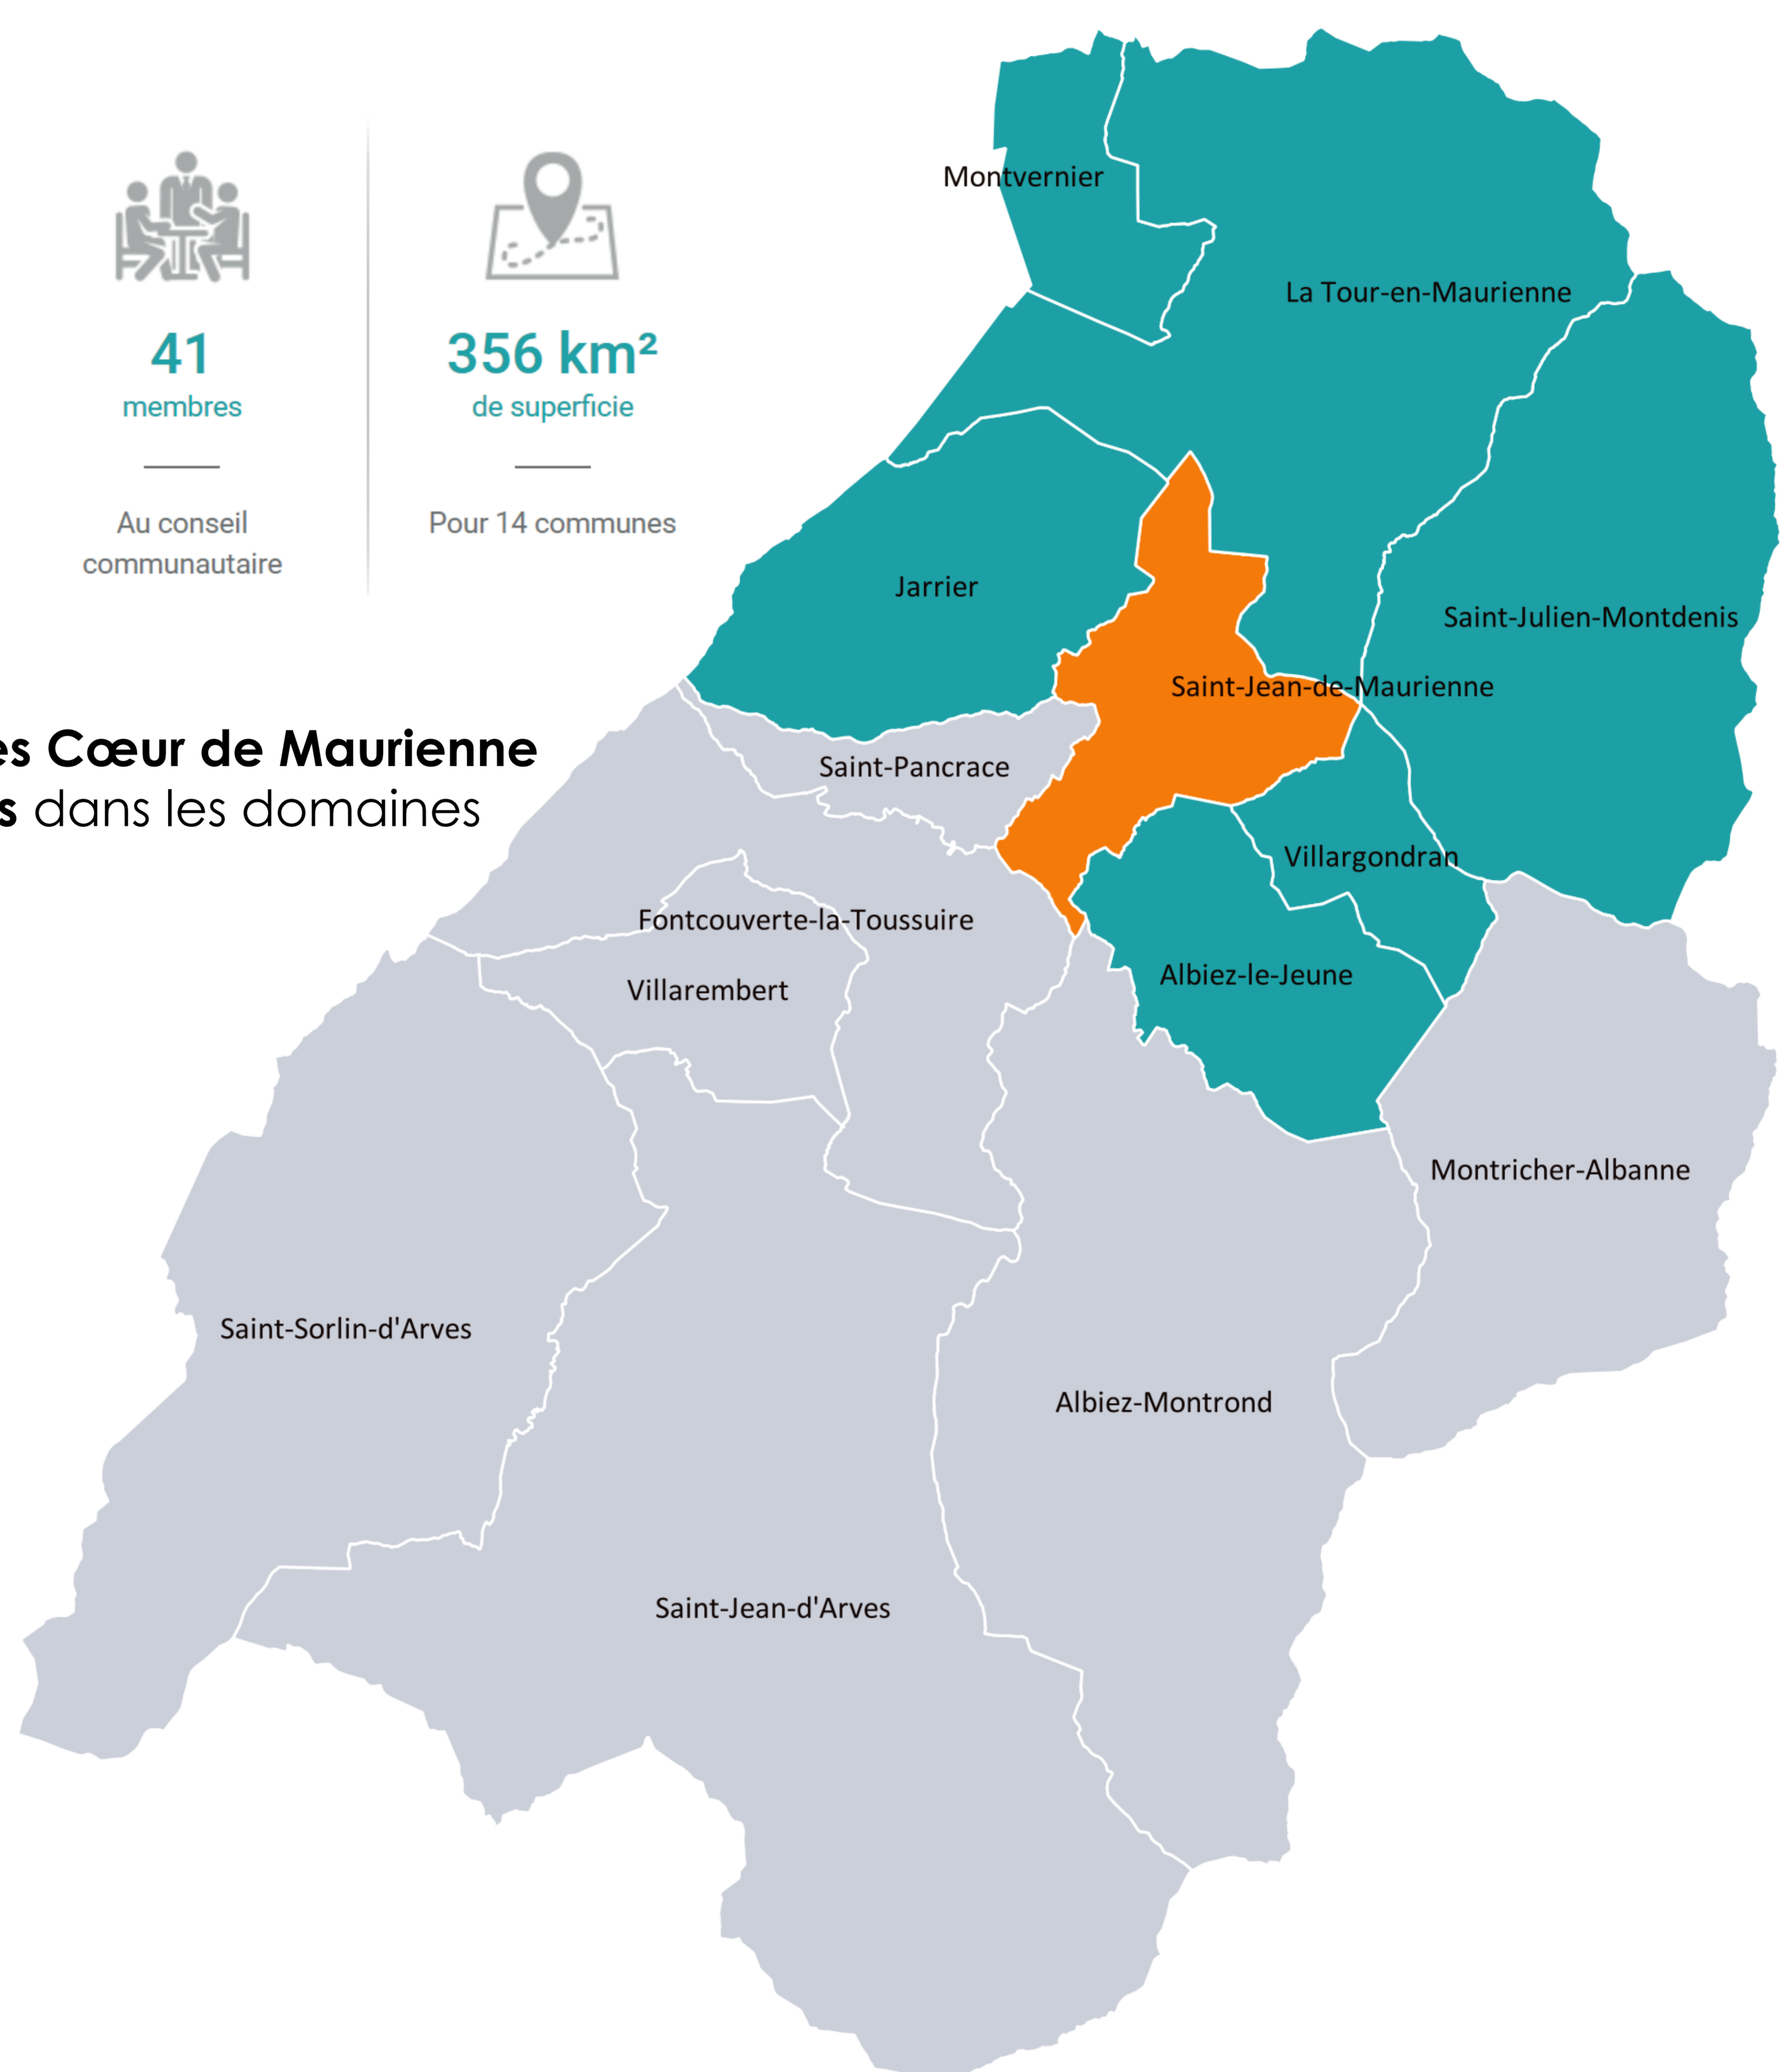 41
membres
Au conseil
communautaire
356 km²
de superficie
Pour 14 communes
Cœur de Maurienne
dans les domaines
Montvernier
La Tour-en-Maurienne
Jarrier
Saint-Julien-Montdenis
Saint-Jean-de-Maurienne
Saint-Pancrace
Villargondran
Fontcouverte-la-Toussuire
Albiez-le-Jeune
Villarembert
Montricher-Albanne
Saint-Sorlin-d'Arves
Albiez-Montrond
Saint-Jean-d'Arves